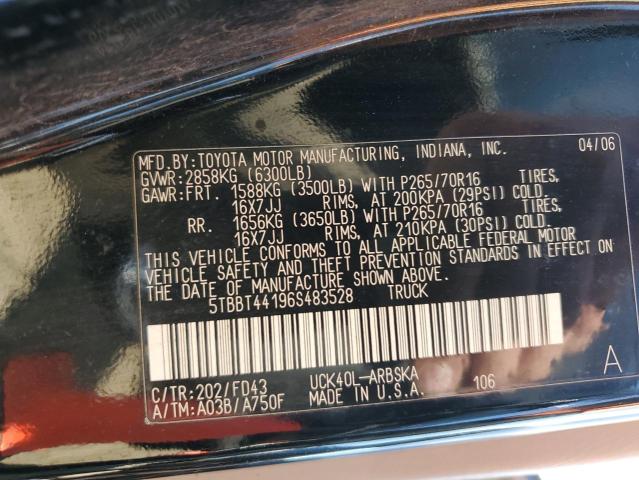 MFD.BY:TOYOTA MOTOR MANUFACTURING, INDIANA, INC. 04/06
GVWR:2858KG (6300LB)
GAWR:FRT. 1588KG (3500LB) WITH P265/70R16 TIRES,
16X7JJ RIMS, AT 200KPA (29PSI) COLD.
RR. 1656KG (3650LB) WITH P265/70R16 TIRES,
16X7JJ RIMS, AT 210KPA (30PSI) COLD.
THIS VEHICLE CONFORMS TO ALL APPLICABLE FEDERAL MOTOR
VEHICLE SAFETY AND THEFT PREVENTION STANDARDS IN EFFECT ON
THE DATE OF MANUFACTURE SHOWN ABOVE.
5TBBT44196S483528 TRUCK
C/TR:202/FD43 UCK40L-ARBSKA 106 A
A/TM:A03B/A750F MADE IN U.S.A.